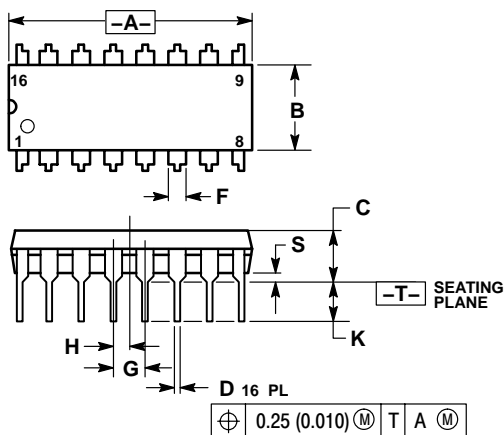 –A–
16 9
B
1 8
F
C
S
–T– SEATING
PLANE
K
H
G
D 16 PL
⌖ 0.25 (0.010) Ⓜ T A Ⓜ